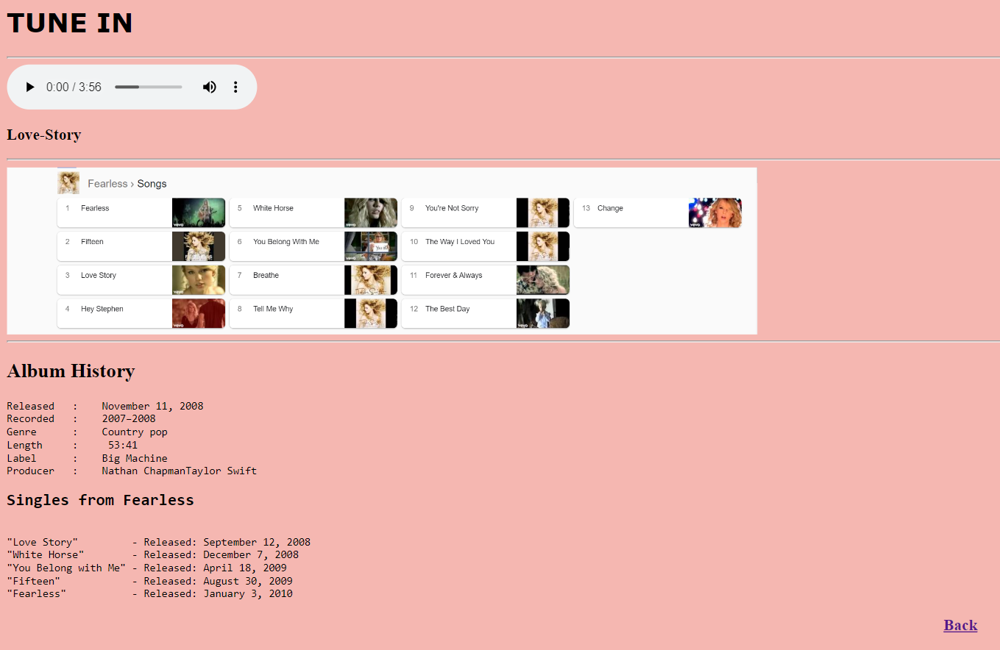 TUNE IN
0:00 / 3:56
Love-Story
Fearless › Songs
1 Fearless
2 Fifteen
3 Love Story
4 Hey Stephen
5 White Horse
6 You Belong With Me
7 Breathe
8 Tell Me Why
9 You're Not Sorry
10 The Way I Loved You
11 Forever & Always
12 The Best Day
13 Change
Album History
Released : November 11, 2008
Recorded : 2007–2008
Genre : Country pop
Length : 53:41
Label : Big Machine
Producer : Nathan ChapmanTaylor Swift
Singles from Fearless
"Love Story" - Released: September 12, 2008
"White Horse" - Released: December 7, 2008
"You Belong with Me" - Released: April 18, 2009
"Fifteen" - Released: August 30, 2009
"Fearless" - Released: January 3, 2010
Back